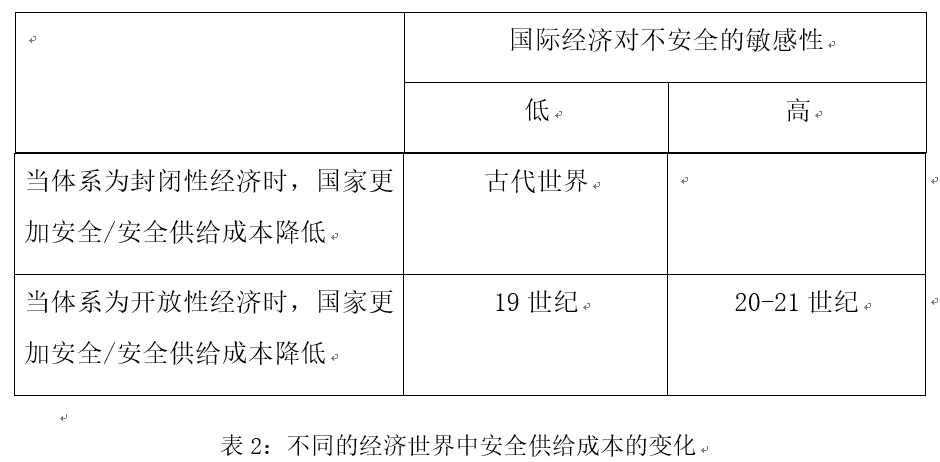 国际经济对不安全的敏感性
低 高
当体系为封闭性经济时，国家更
加安全/安全供给成本降低
古代世界
当体系为开放性经济时，国家更
加安全/安全供给成本降低
19 世纪
20-21 世纪
表 2：不同的经济世界中安全供给成本的变化